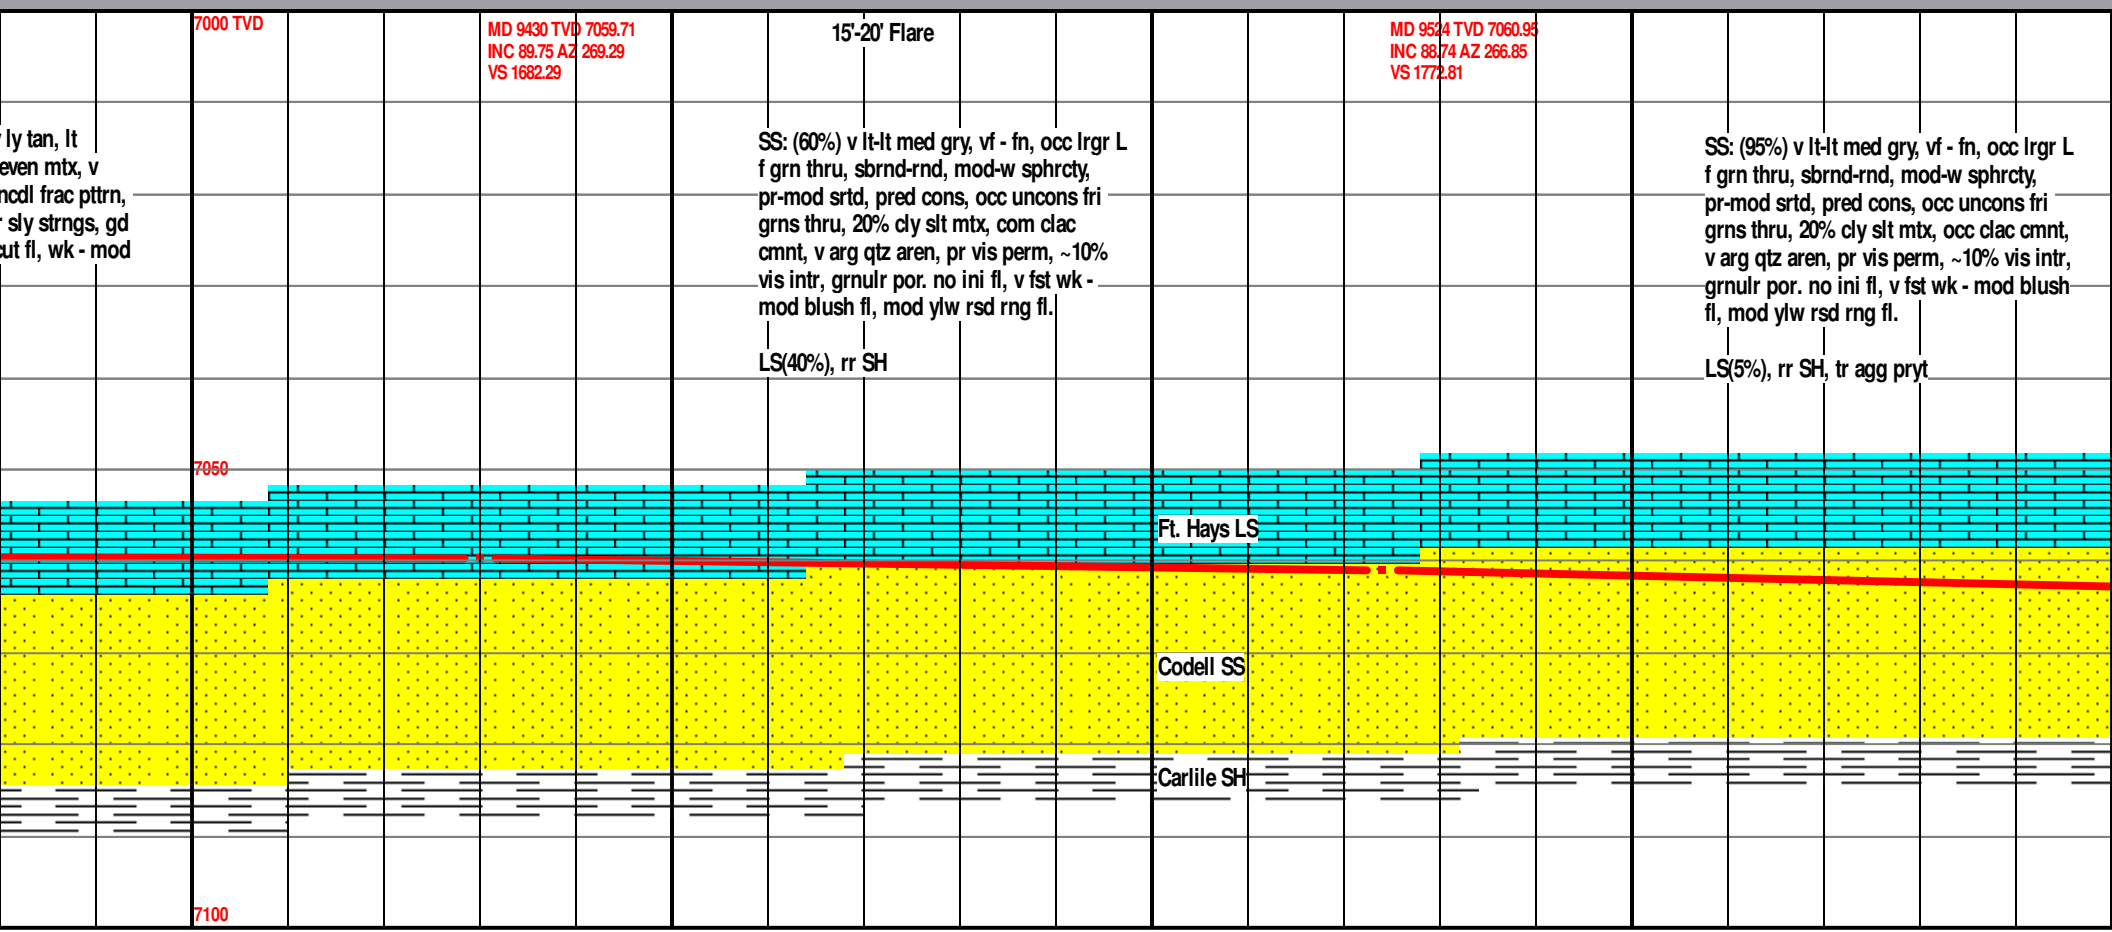 7000 TVD
MD 9430 TVD 7059.71
INC 89.75 AZ 269.29
VS 1682.29
15'-20' Flare
MD 9524 TVD 7060.95
INC 88.74 AZ 266.85
VS 1772.81
ly tan, lt
even mtx, v
ncdl frac pttrn,
sly strngs, gd
cut fl, wk - mod
SS: (60%) v lt-lt med gry, vf - fn, occ lrgr L
f grn thru, sbrnd-rnd, mod-w sphrcty,
pr-mod srtd, pred cons, occ uncons fri
grns thru, 20% cly slt mtx, com clac
cmnt, v arg qtz aren, pr vis perm, ~10%
vis intr, grnulr por. no ini fl, v fst wk -
mod blush fl, mod ylw rsd rng fl.
LS(40%), rr SH
SS: (95%) v lt-lt med gry, vf - fn, occ lrgr L
f grn thru, sbrnd-rnd, mod-w sphrcty,
pr-mod srtd, pred cons, occ uncons fri
grns thru, 20% cly slt mtx, occ clac cmnt,
v arg qtz aren, pr vis perm, ~10% vis intr,
grnulr por. no ini fl, v fst wk - mod blush
fl, mod ylw rsd rng fl.
LS(5%), rr SH, tr agg pryt
7050
Ft. Hays LS
Codell SS
Carlile SH
7100